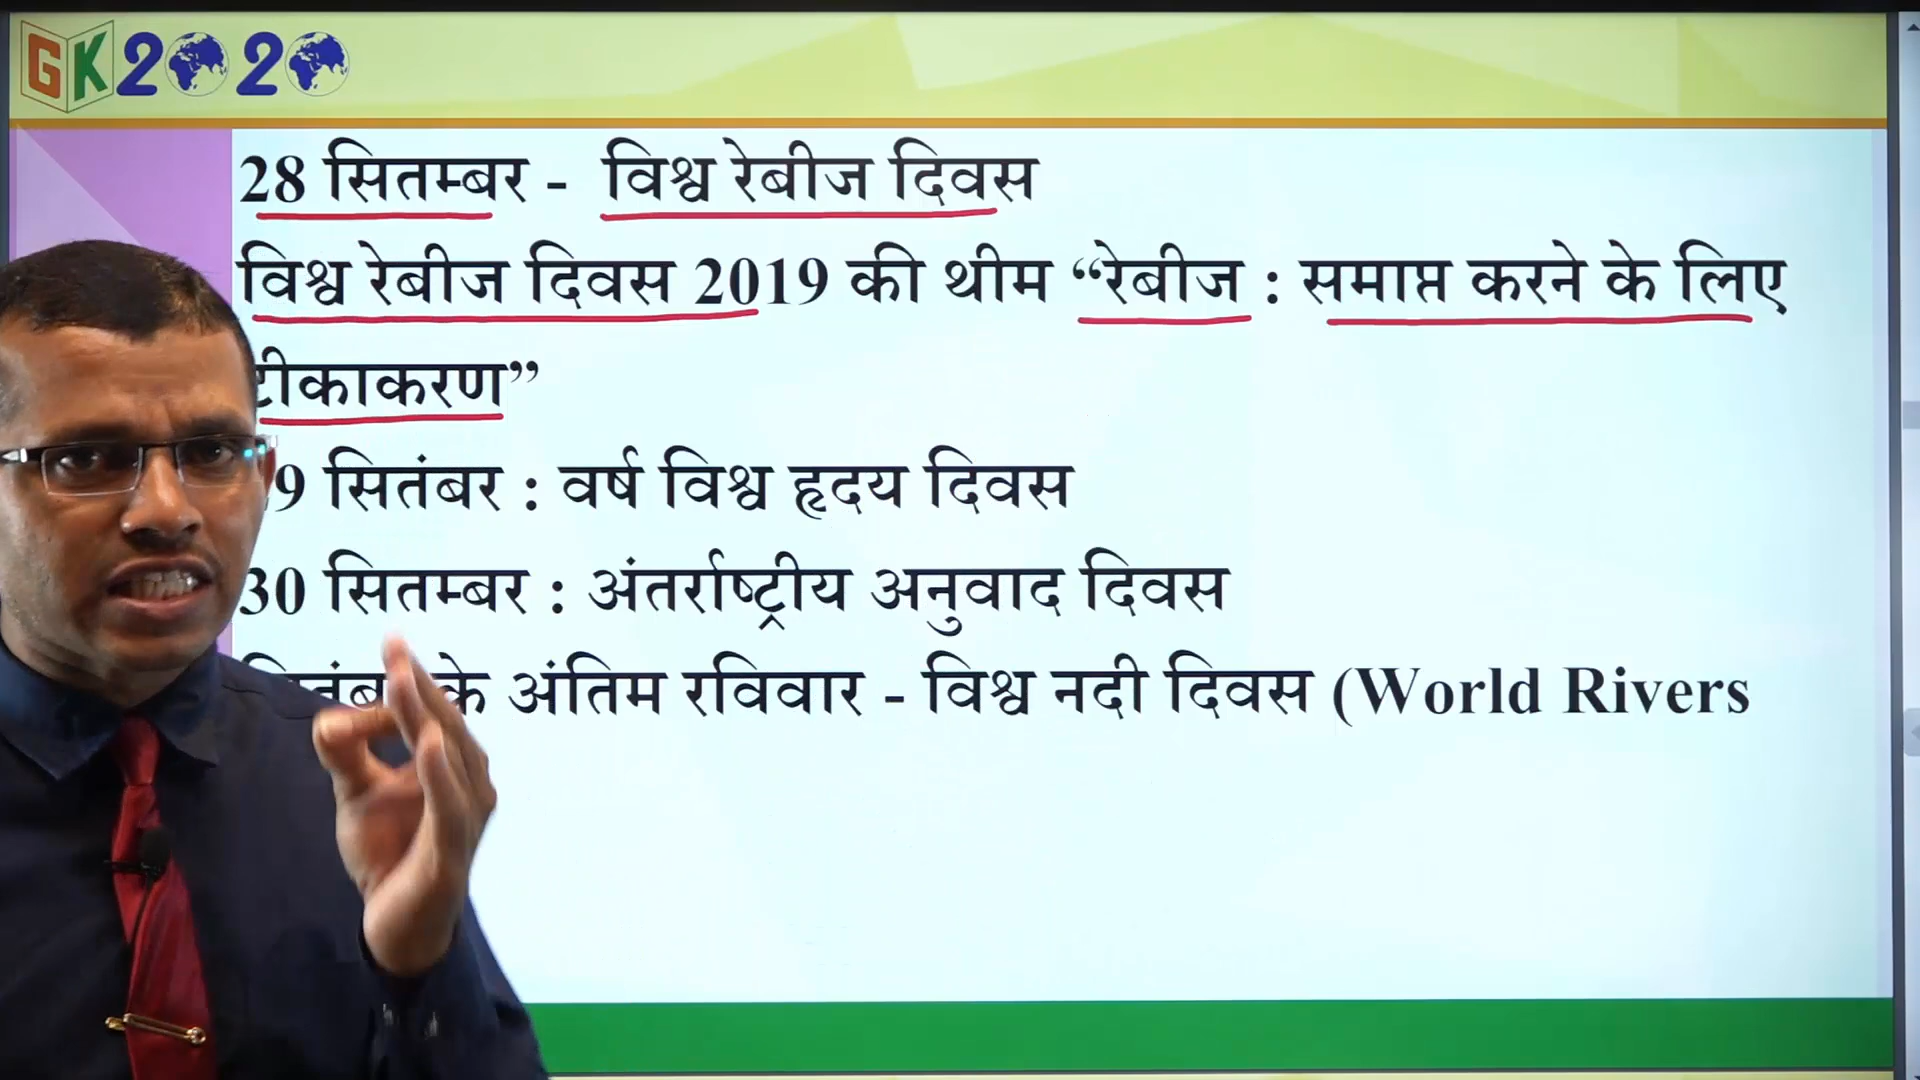 GK2020
28 सितम्बर - विश्व रेबीज दिवस
विश्व रेबीज दिवस 2019 की थीम “रेबीज : समाप्त करने के लिए
टीकाकरण”
9 सितंबर : वर्ष विश्व हृदय दिवस
30 सितम्बर : अंतर्राष्ट्रीय अनुवाद दिवस
के अंतिम रविवार - विश्व नदी दिवस (World Rivers